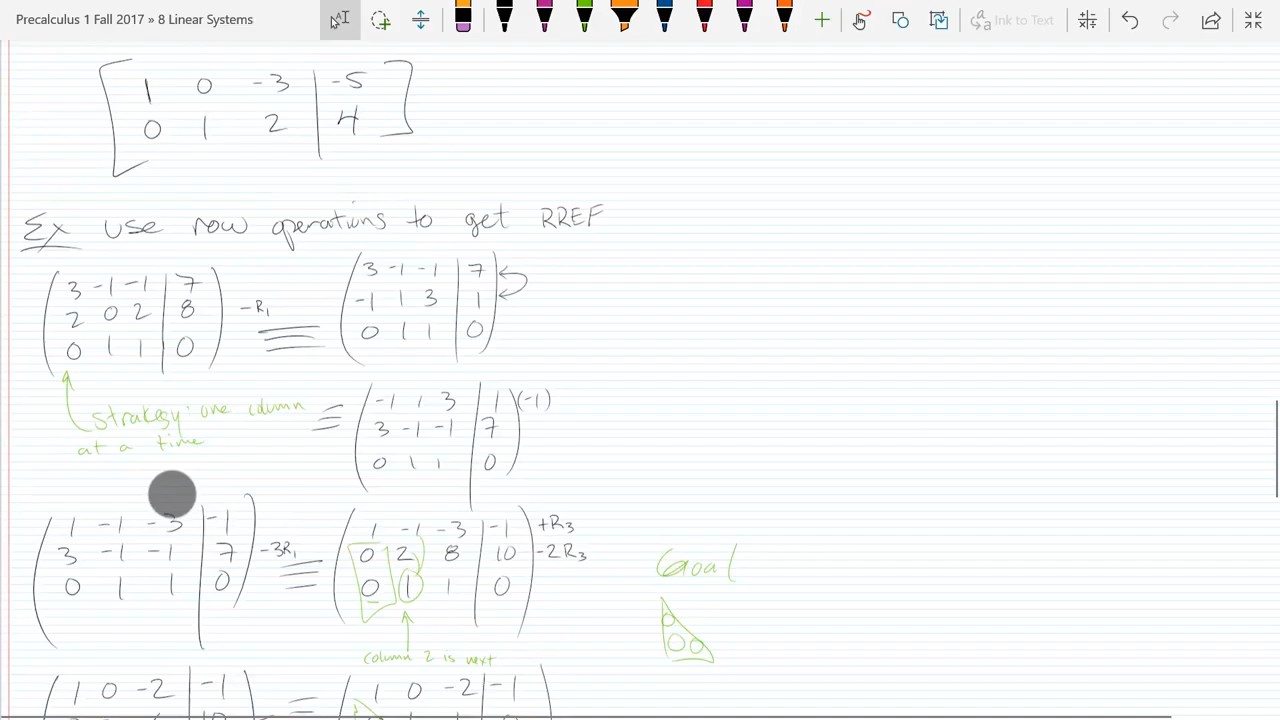 Precalculus 1 Fall 2017 » 8 Linear Systems
Ink to Text
1 0 -3 | -5
0 1 2 | 4
Ex use row operations to get RREF
3 -1 -1 | 7
2 0 2 | 8 -R1
0 1 1 | 0
≡
3 -1 -1 | 7
-1 1 3 | 1
0 1 1 | 0
strategy: one column
at a time
≡
-1 1 3 | 1 (-1)
3 -1 -1 | 7
0 1 1 | 0
1 -1 -3 | -1
3 -1 -1 | 7 -3R1
0 1 1 | 0
≡
1 -1 -3 | -1 +R3
0 2 8 | 10 -2R3
0 1 1 | 0
column 2 is next
Goal
0
0 0
1 0 -2 | -1
≡
1 0 -2 | -1